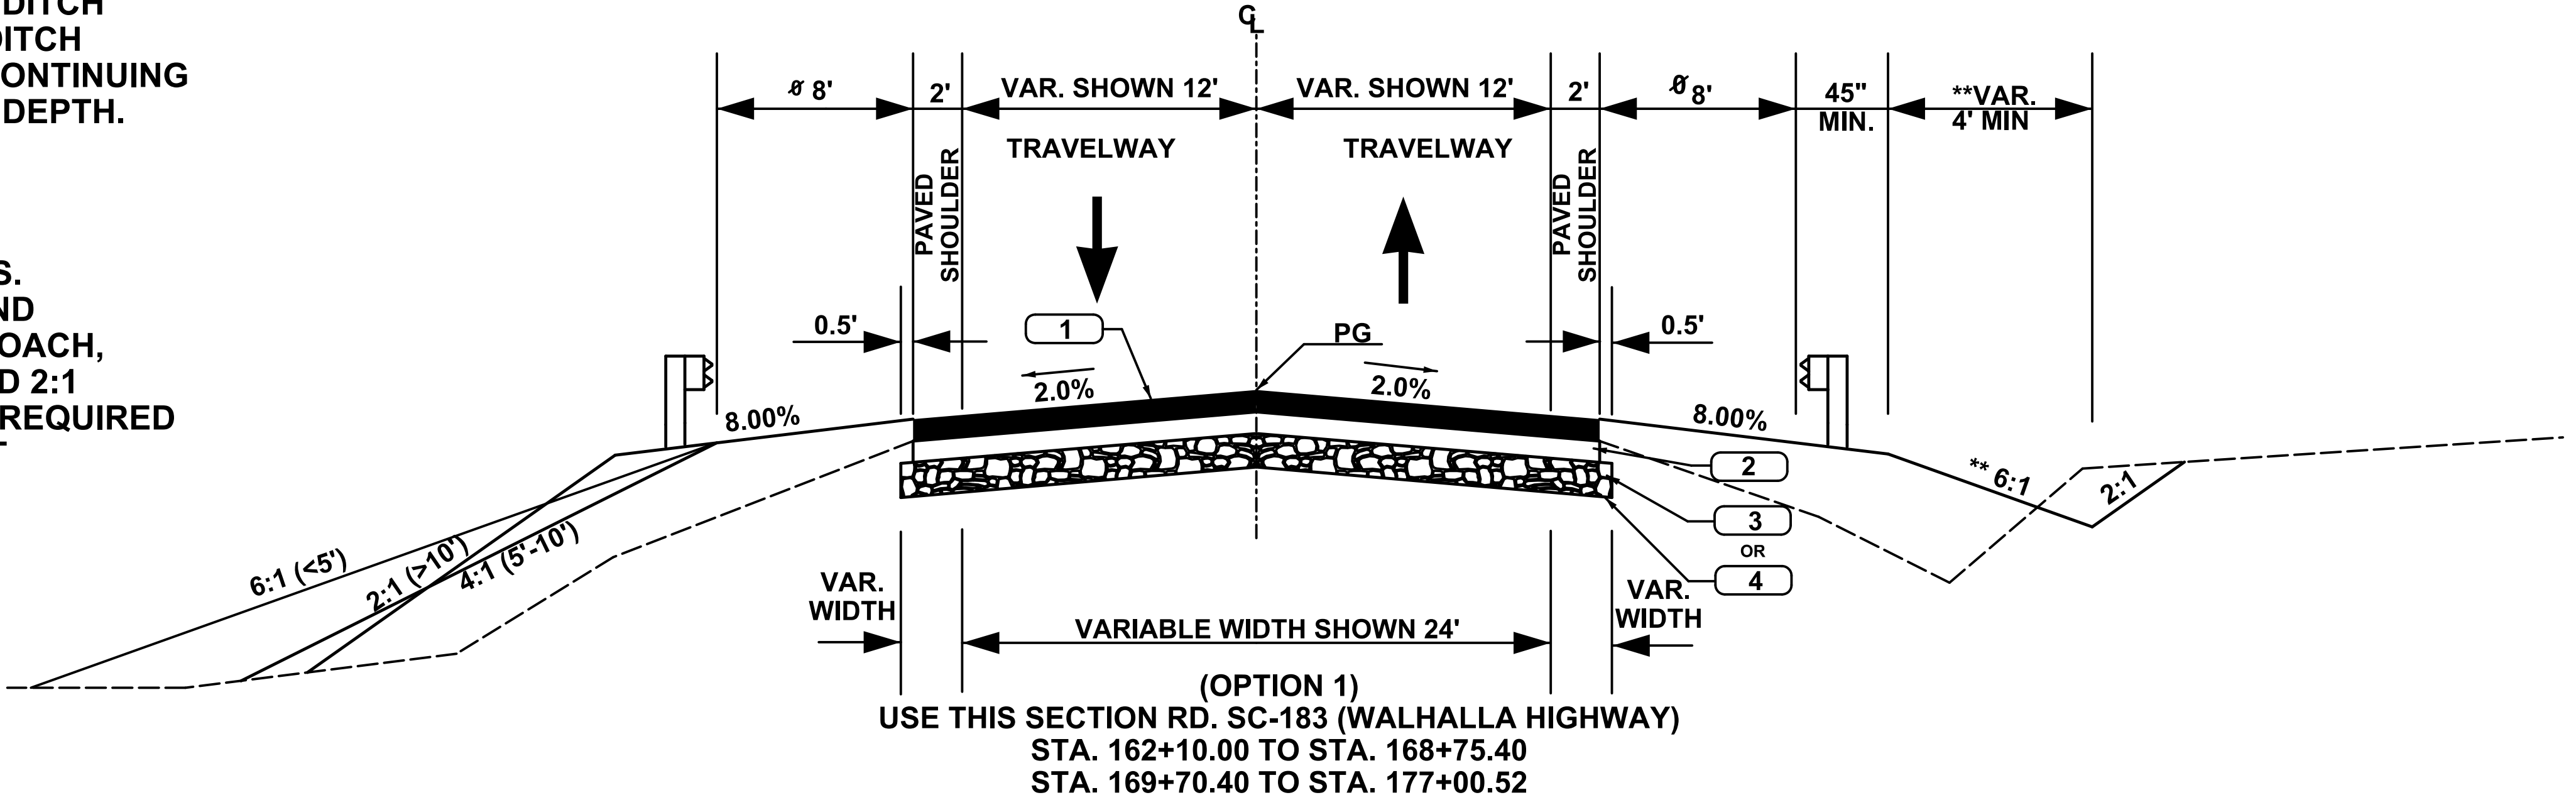 DITCH
DITCH
ONTINUING
DEPTH.
S.
ND
OACH,
D 2:1
REQUIRED
CL
Ø 8'
2'
VAR. SHOWN 12'
VAR. SHOWN 12'
2'
Ø 8'
45"
MIN.
**VAR.
4' MIN
TRAVELWAY
TRAVELWAY
PAVED
SHOULDER
PAVED
SHOULDER
0.5'
1
PG
0.5'
2.0%
2.0%
8.00%
8.00%
2
** 6:1
2:1
3
OR
4
6:1 (<5')
2:1 (>10')
4:1 (5'-10')
VAR.
WIDTH
VAR.
WIDTH
VARIABLE WIDTH SHOWN 24'
(OPTION 1)
USE THIS SECTION RD. SC-183 (WALHALLA HIGHWAY)
STA. 162+10.00 TO STA. 168+75.40
STA. 169+70.40 TO STA. 177+00.52